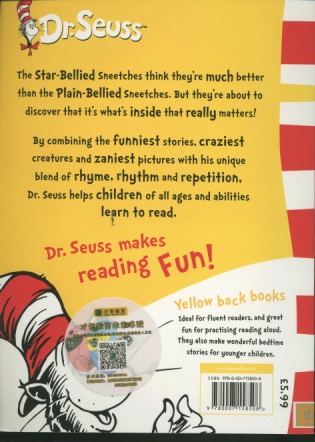 Dr. Seuss™
The Star-Bellied Sneetches think they're much better
than the Plain-Bellied Sneetches. But they're about to
discover that it's what's inside that really matters!
By combining the funniest stories, craziest
creatures and zaniest pictures with his unique
blend of rhyme, rhythm and repetition,
Dr. Seuss helps children of all ages and abilities
learn to read.
Dr. Seuss makes
reading Fun!
Yellow back books
Ideal for fluent readers, and great
fun for practising reading aloud.
They also make wonderful bedtime
stories for younger children.
£5.99